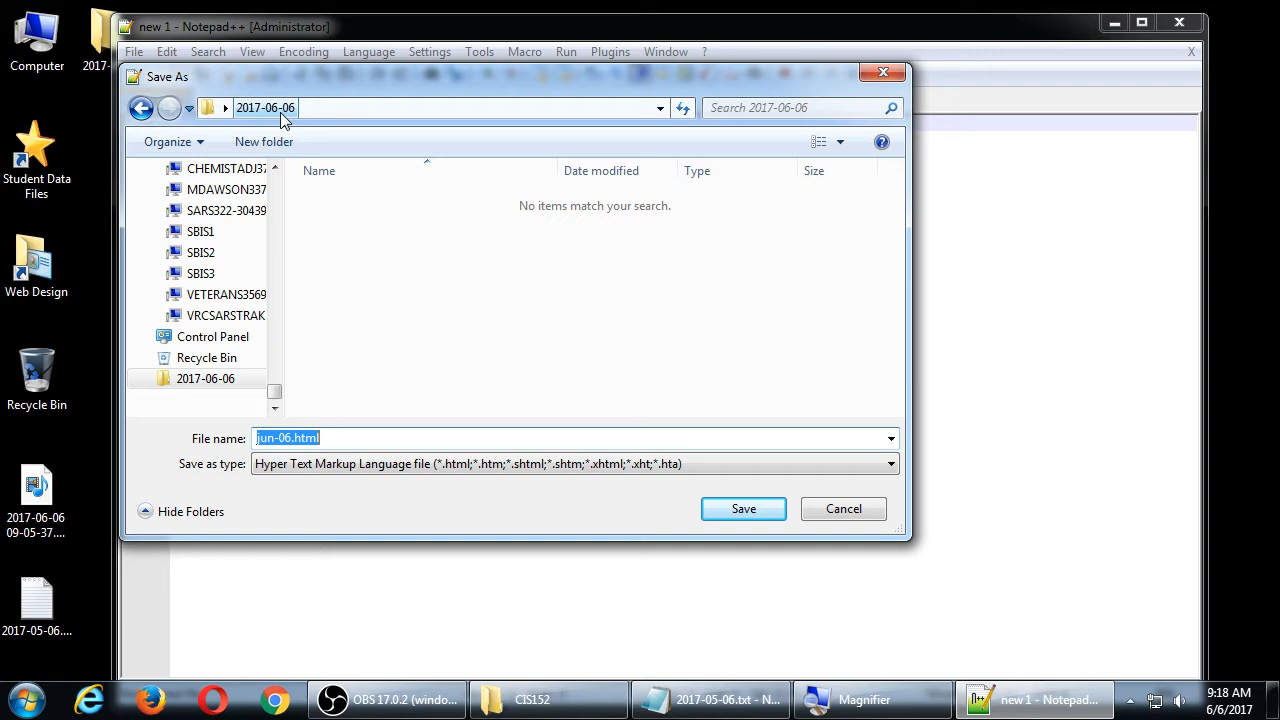 new 1 - Notepad++ [Administrator]
File Edit Search View Encoding Language Settings Tools Macro Run Plugins Window ? X
Save As
2017-06-06
Search 2017-06-06
Organize New folder
Name Date modified Type Size
No items match your search.
CHEMISTADJ37
MDAWSON337
SARS322-30439
SBIS1
SBIS2
SBIS3
VETERANS3569
VRCSARSTRAK
Control Panel
Recycle Bin
2017-06-06
File name: jun-06.html
Save as type: Hyper Text Markup Language file (*.html;*.htm;*.shtml;*.shtm;*.xhtml;*.xht;*.hta)
Hide Folders
Save
Cancel
Computer
2017-
Student Data
Files
Web Design
Recycle Bin
2017-06-06
09-05-37....
2017-05-06....
OBS 17.0.2 (windo...
CIS152
2017-05-06.txt - N...
Magnifier
new 1 - Notepad...
9:18 AM
6/6/2017